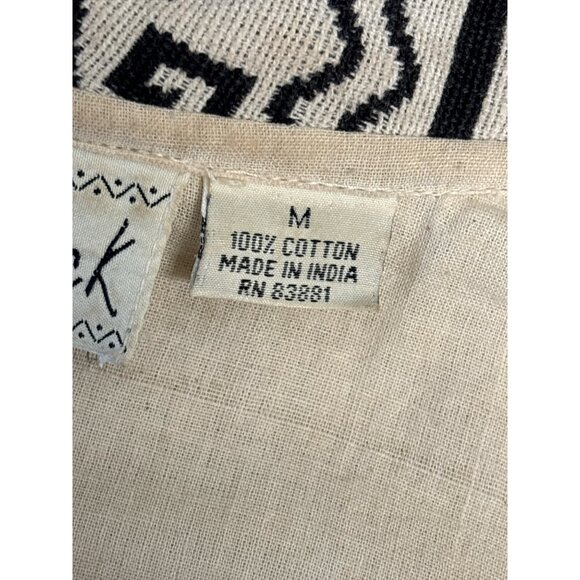 M
100% COTTON
MADE IN INDIA
RN 83881